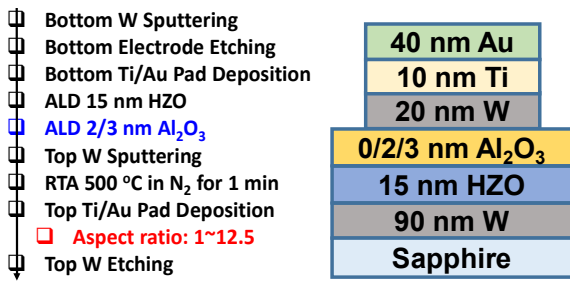 Bottom W Sputtering
Bottom Electrode Etching
Bottom Ti/Au Pad Deposition
ALD 15 nm HZO
ALD 2/3 nm Al₂O₃
Top W Sputtering
RTA 500 °C in N₂ for 1 min
Top Ti/Au Pad Deposition
Aspect ratio: 1~12.5
Top W Etching
40 nm Au
10 nm Ti
20 nm W
0/2/3 nm Al₂O₃
15 nm HZO
90 nm W
Sapphire